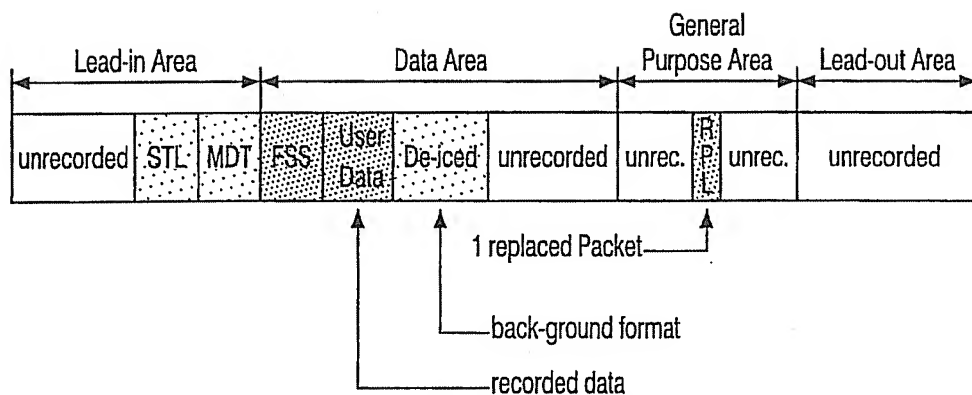 General
Lead-in Area
Data Area
Purpose Area
Lead-out Area
unrecorded
STL
MDT
FSS
User
Data
De-iced
unrecorded
unrec.
R
P
L
unrec.
unrecorded
1 replaced Packet
back-ground format
recorded data